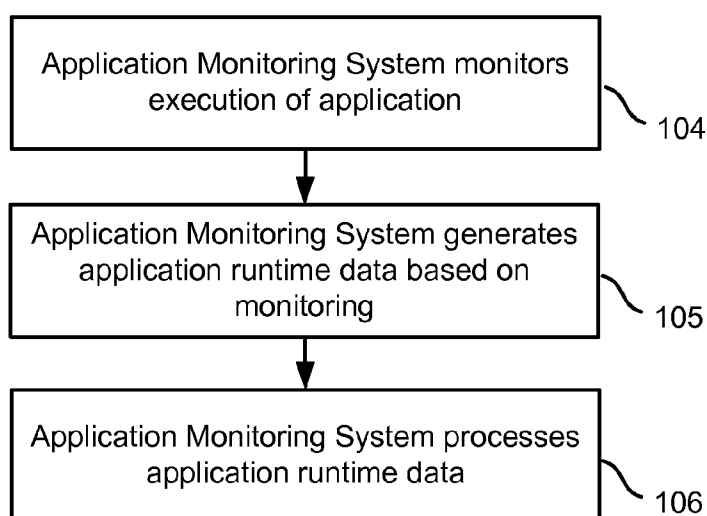 Application Monitoring System monitors
execution of application
104
Application Monitoring System generates
application runtime data based on
monitoring
105
Application Monitoring System processes
application runtime data
106